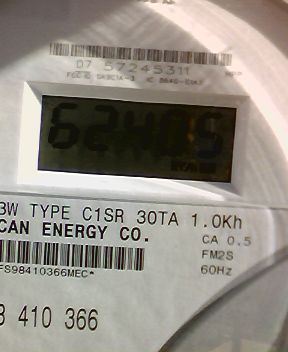 07 57245311
62405
3W TYPE C1SR 30TA 1.0Kh
CAN ENERGY CO.
CA 0.5
FM2S
60Hz
FS98410366MEC*
3 410 366